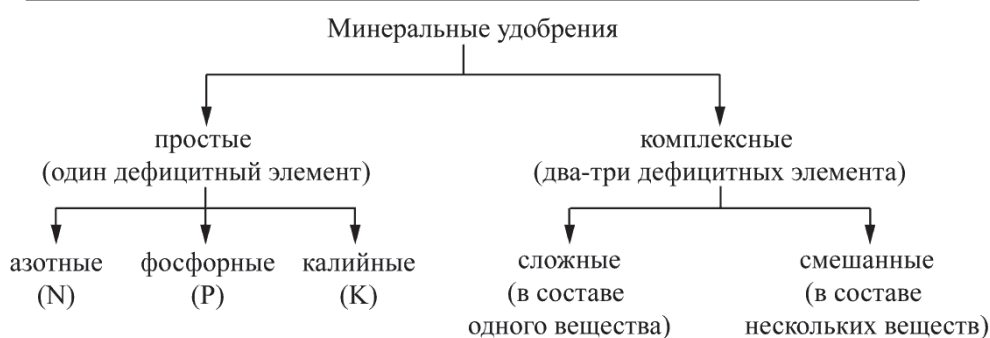 Минеральные удобрения
простые
(один дефицитный элемент)
комплексные
(два-три дефицитных элемента)
азотные
(N)
фосфорные
(P)
калийные
(K)
сложные
(в составе
одного вещества)
смешанные
(в составе
нескольких веществ)